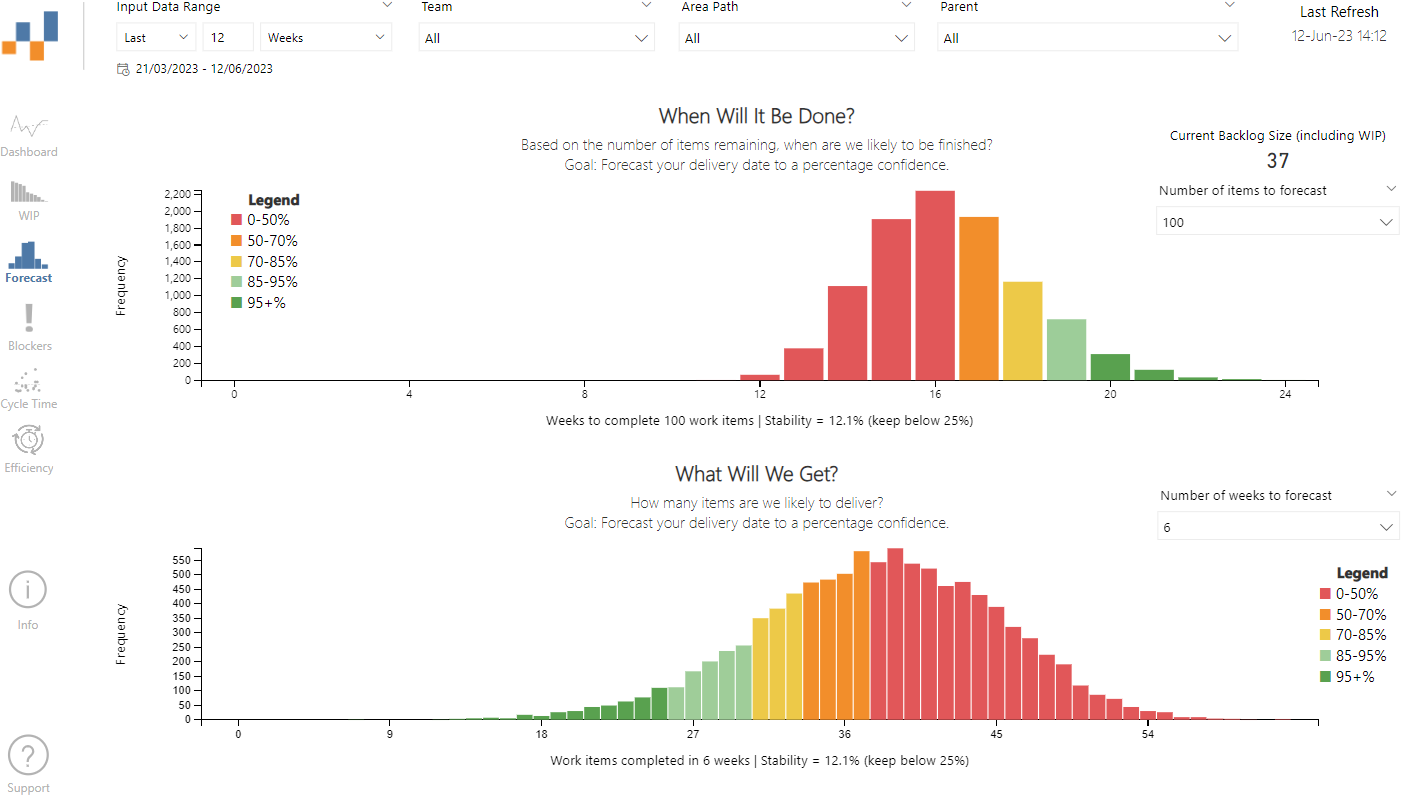 Input Data Range
Team
Area Path
Parent
Last Refresh
Last
12
Weeks
All
All
All
12-Jun-23 14:12
21/03/2023 - 12/06/2023
Dashboard
WIP
Forecast
Blockers
Cycle Time
Efficiency
Info
Support
When Will It Be Done?
Based on the number of items remaining, when are we likely to be finished?
Goal: Forecast your delivery date to a percentage confidence.
Current Backlog Size (including WIP)
37
Number of items to forecast
100
Legend
0-50%
50-70%
70-85%
85-95%
95+%
Frequency
2,200
2,000
1,800
1,600
1,400
1,200
1,000
800
600
400
200
0
0 4 8 12 16 20 24
Weeks to complete 100 work items | Stability = 12.1% (keep below 25%)
What Will We Get?
How many items are we likely to deliver?
Goal: Forecast your delivery date to a percentage confidence.
Number of weeks to forecast
6
Legend
0-50%
50-70%
70-85%
85-95%
95+%
Frequency
550
500
450
400
350
300
250
200
150
100
50
0
0 9 18 27 36 45 54
Work items completed in 6 weeks | Stability = 12.1% (keep below 25%)